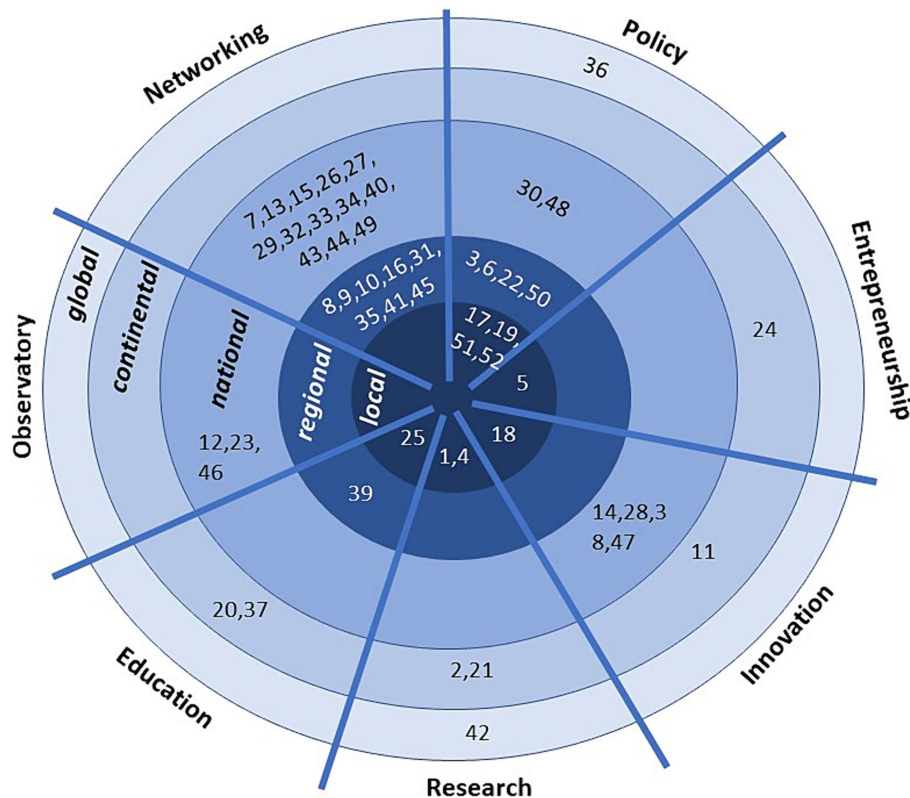 Networking
Policy
36
7,13,15,26,27,
29,32,33,34,40,
43,44,49
30,48
8,9,10,16,31,
35,41,45
3,6,22,50
Entrepreneurship
global
continental
national
regional
local
17,19,
51,52
5
24
Observatory
12,23,
46
25
1,4
18
39
14,28,3
8,47
11
20,37
2,21
42
Education
Innovation
Research